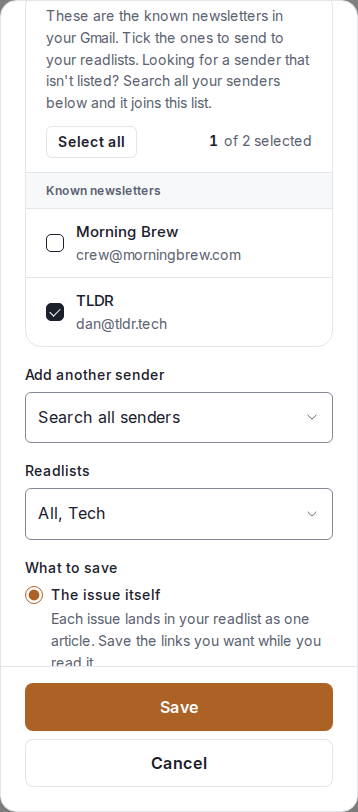 These are the known newsletters in
your Gmail. Tick the ones to send to
your readlists. Looking for a sender that
isn't listed? Search all your senders
below and it joins this list.
Select all
1 of 2 selected
Known newsletters
Morning Brew
crew@morningbrew.com
TLDR
dan@tldr.tech
Add another sender
Search all senders
Readlists
All, Tech
What to save
The issue itself
Each issue lands in your readlist as one
article. Save the links you want while you
read it
Save
Cancel